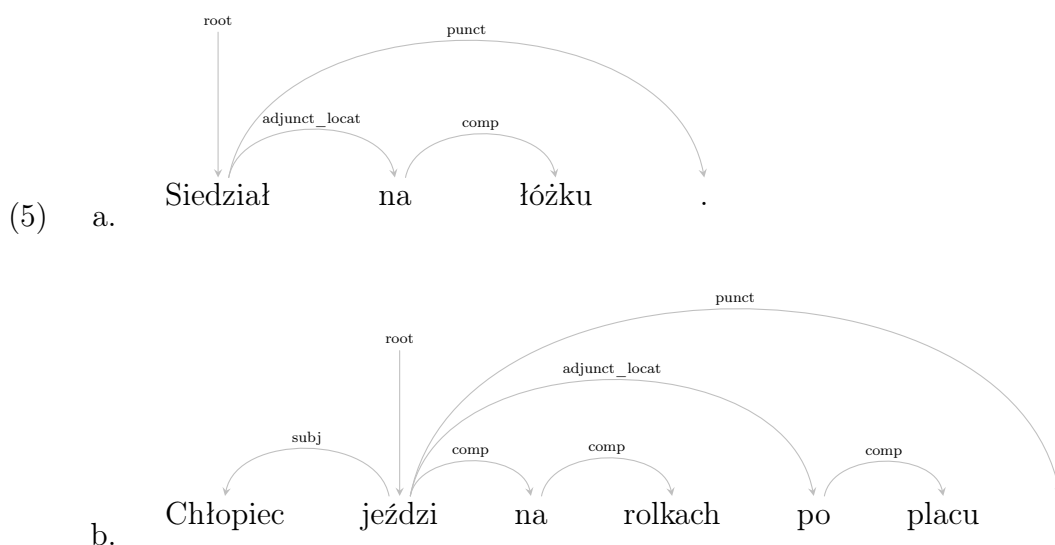 root
punct
adjunct_locat
comp
Siedział na łóżku .
(5) a.
punct
root
adjunct_locat
subj
comp
comp
comp
Chłopiec jeździ na rolkach po placu
b.